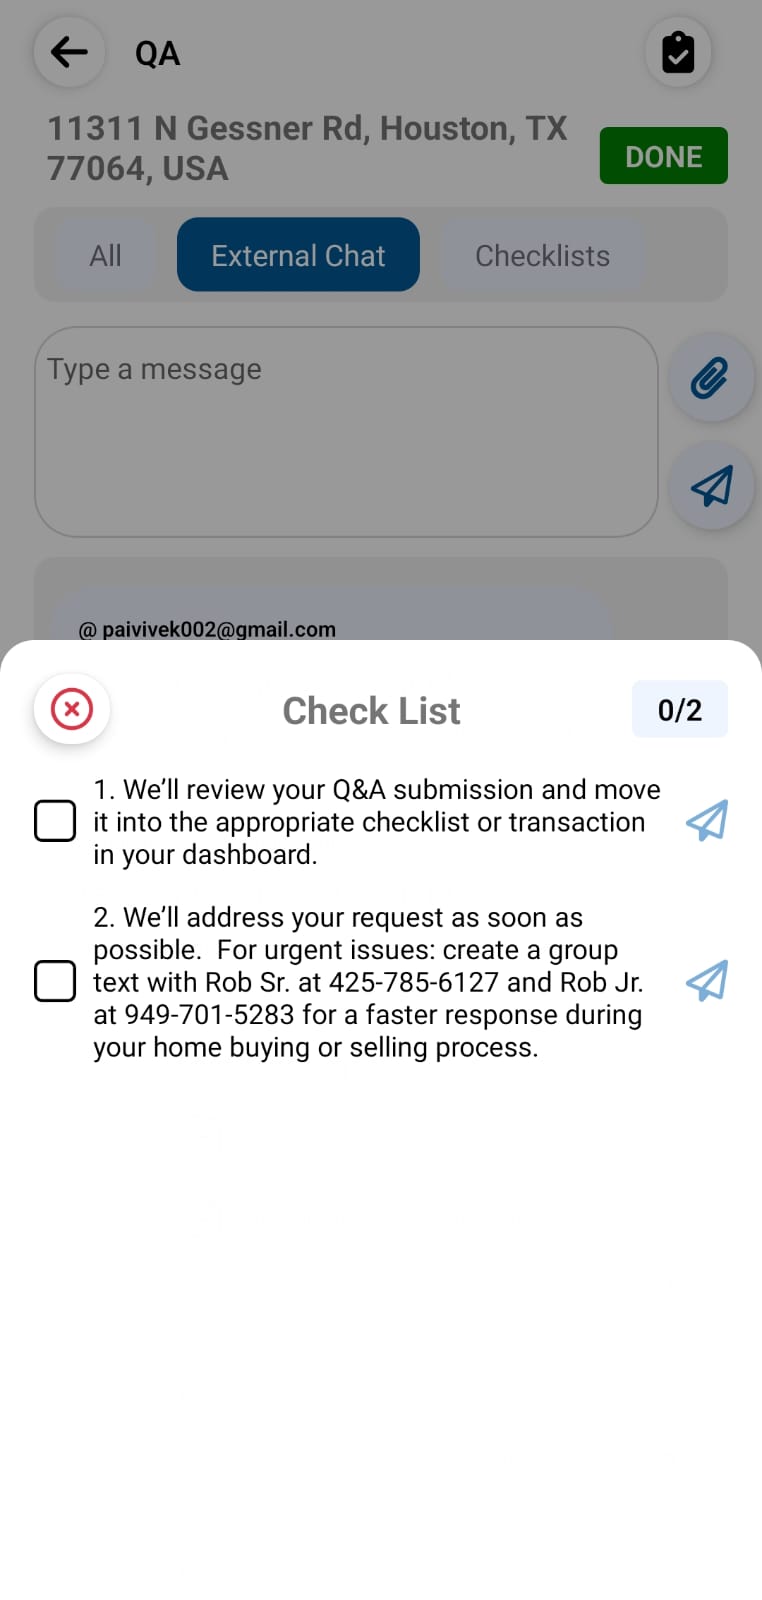 QA
11311 N Gessner Rd, Houston, TX
77064, USA
DONE
All
External Chat
Checklists
Type a message
@ paivivek002@gmail.com
Check List
0/2
1. We’ll review your Q&A submission and move
it into the appropriate checklist or transaction
in your dashboard.
2. We’ll address your request as soon as
possible.  For urgent issues: create a group
text with Rob Sr. at 425-785-6127 and Rob Jr.
at 949-701-5283 for a faster response during
your home buying or selling process.